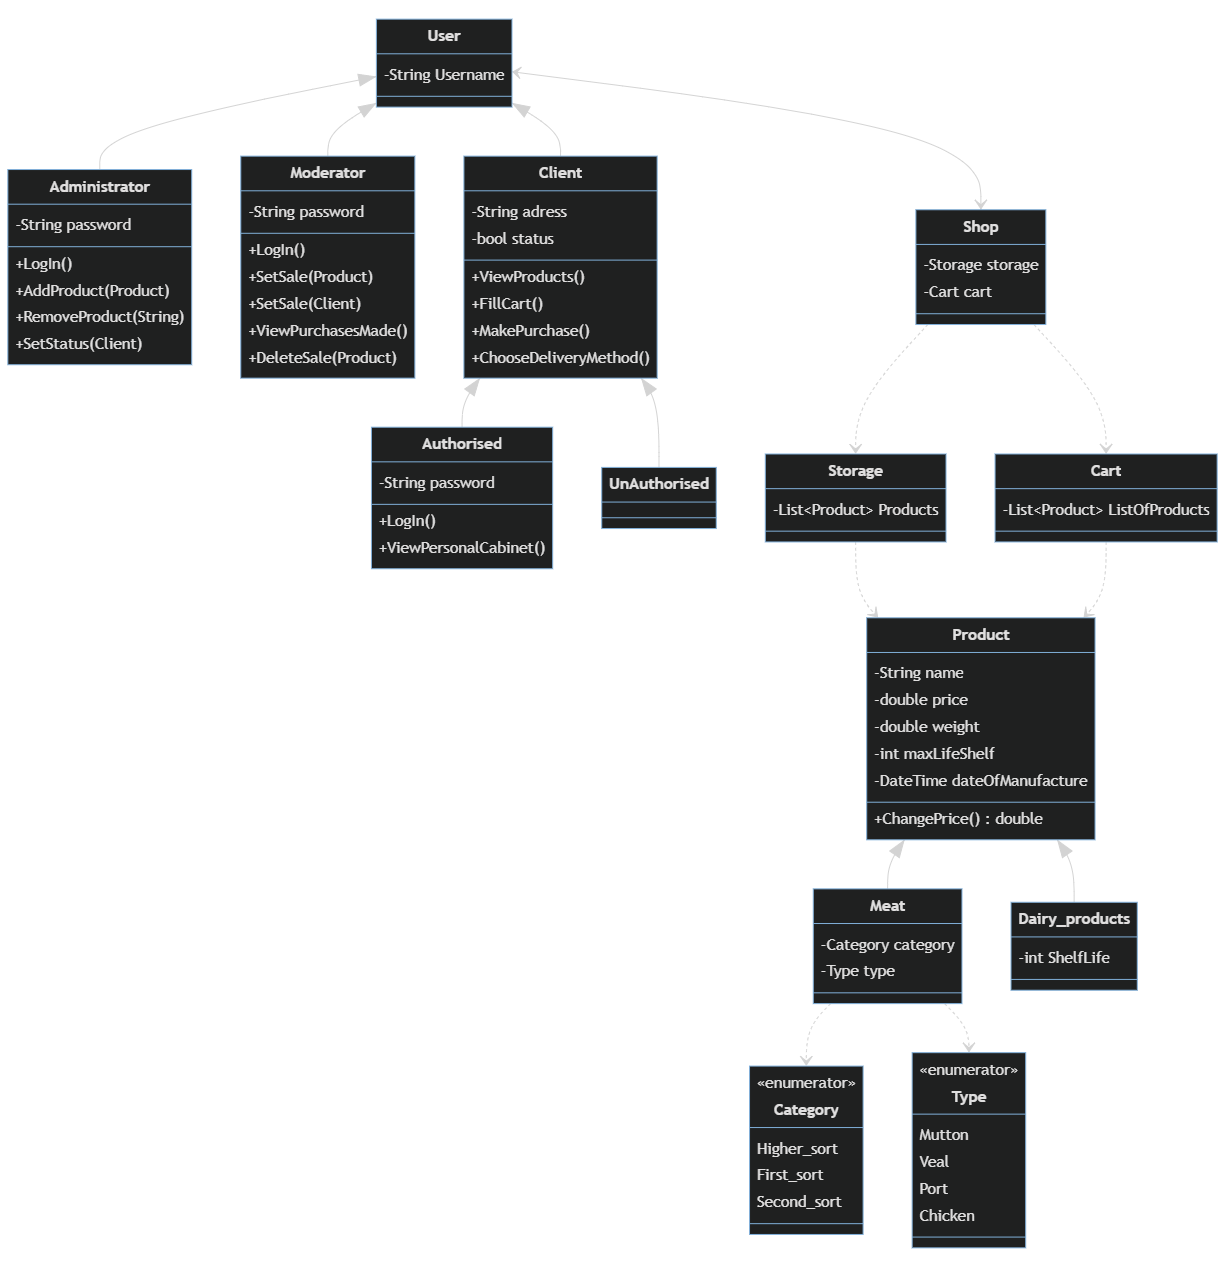 User
-String Username
Administrator
-String password
+LogIn()
+AddProduct(Product)
+RemoveProduct(String)
+SetStatus(Client)
Moderator
-String password
+LogIn()
+SetSale(Product)
+SetSale(Client)
+ViewPurchasesMade()
+DeleteSale(Product)
Client
-String adress
-bool status
+ViewProducts()
+FillCart()
+MakePurchase()
+ChooseDeliveryMethod()
Shop
-Storage storage
-Cart cart
Authorised
-String password
+LogIn()
+ViewPersonalCabinet()
UnAuthorised
Storage
-List<Product> Products
Cart
-List<Product> ListOfProducts
Product
-String name
-double price
-double weight
-int maxLifeShelf
-DateTime dateOfManufacture
+ChangePrice() : double
Meat
-Category category
-Type type
Dairy_products
-int ShelfLife
«enumerator»
Category
Higher_sort
First_sort
Second_sort
«enumerator»
Type
Mutton
Veal
Port
Chicken